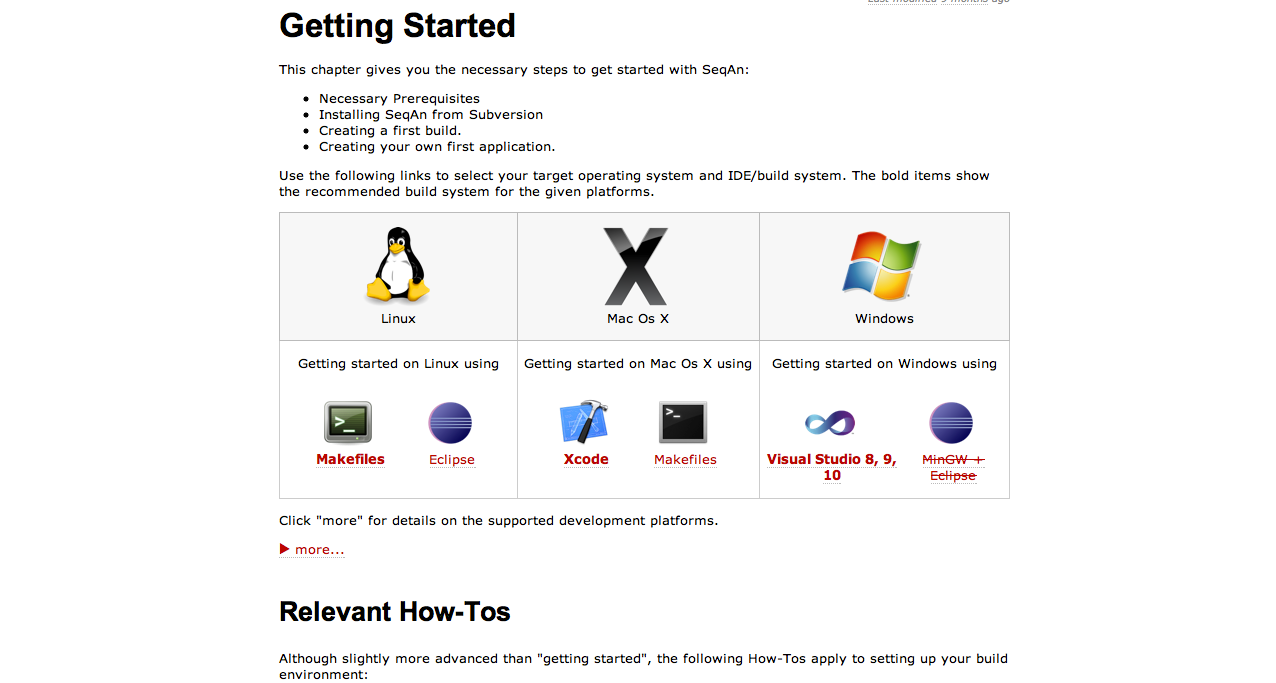 Last modified 9 months ago
Getting Started
This chapter gives you the necessary steps to get started with SeqAn:
Necessary Prerequisites
Installing SeqAn from Subversion
Creating a first build.
Creating your own first application.
Use the following links to select your target operating system and IDE/build system. The bold items show
the recommended build system for the given platforms.
Linux
Mac Os X
Windows
Getting started on Linux using
Getting started on Mac Os X using
Getting started on Windows using
Makefiles
Eclipse
Xcode
Makefiles
Visual Studio 8, 9,
10
MinGW +
Eclipse
Click "more" for details on the supported development platforms.
more...
Relevant How-Tos
Although slightly more advanced than "getting started", the following How-Tos apply to setting up your build
environment: